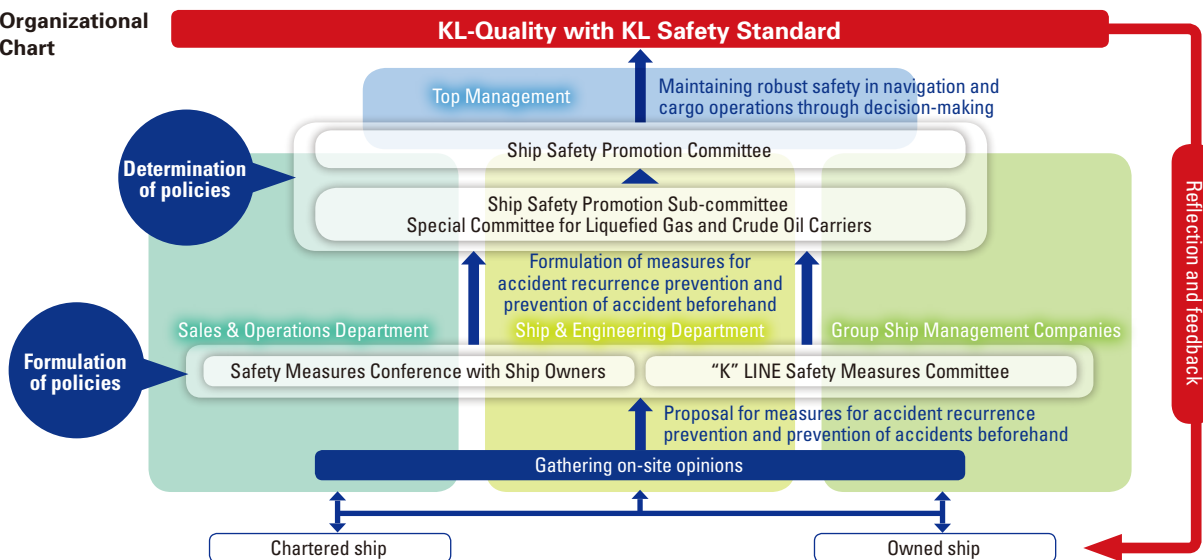 Organizational
Chart
KL-Quality with KL Safety Standard
Top Management
Maintaining robust safety in navigation and
cargo operations through decision-making
Determination
of policies
Ship Safety Promotion Committee
Ship Safety Promotion Sub-committee
Special Committee for Liquefied Gas and Crude Oil Carriers
Formulation of measures for
accident recurrence prevention and
prevention of accident beforehand
Sales & Operations Department
Ship & Engineering Department
Group Ship Management Companies
Formulation
of policies
Safety Measures Conference with Ship Owners
“K” LINE Safety Measures Committee
Proposal for measures for accident recurrence
prevention and prevention of accidents beforehand
Gathering on-site opinions
Chartered ship
Owned ship
Reflection and feedback